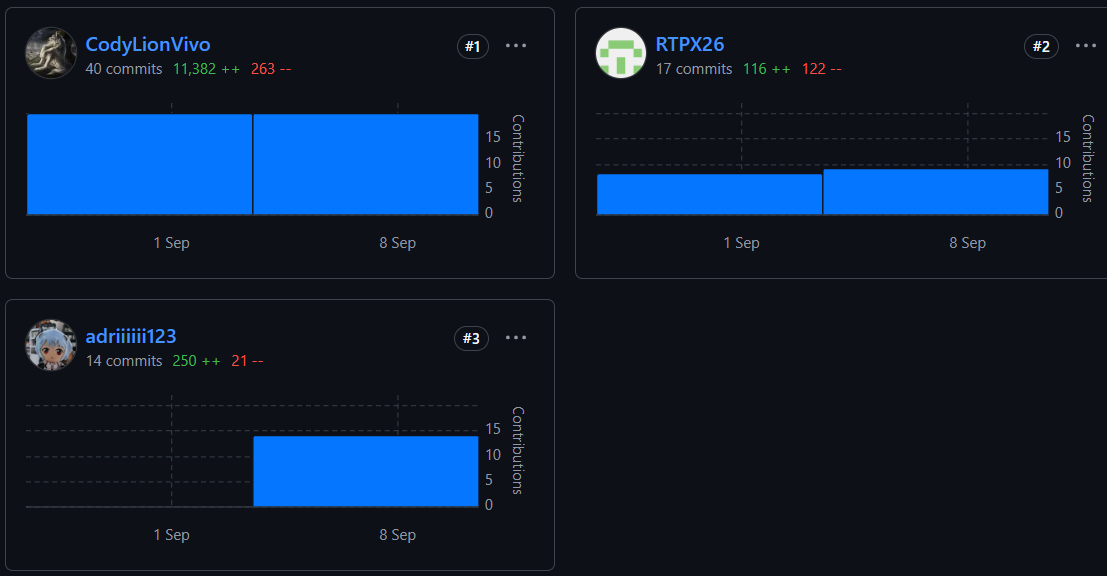 CodyLionVivo #1
40 commits 11,382 ++ 263 --
15
10
5
0
Contributions
1 Sep 8 Sep
RTPX26 #2
17 commits 116 ++ 122 --
15
10
5
0
Contributions
1 Sep 8 Sep
adriiiiii123 #3
14 commits 250 ++ 21 --
15
10
5
0
Contributions
1 Sep 8 Sep